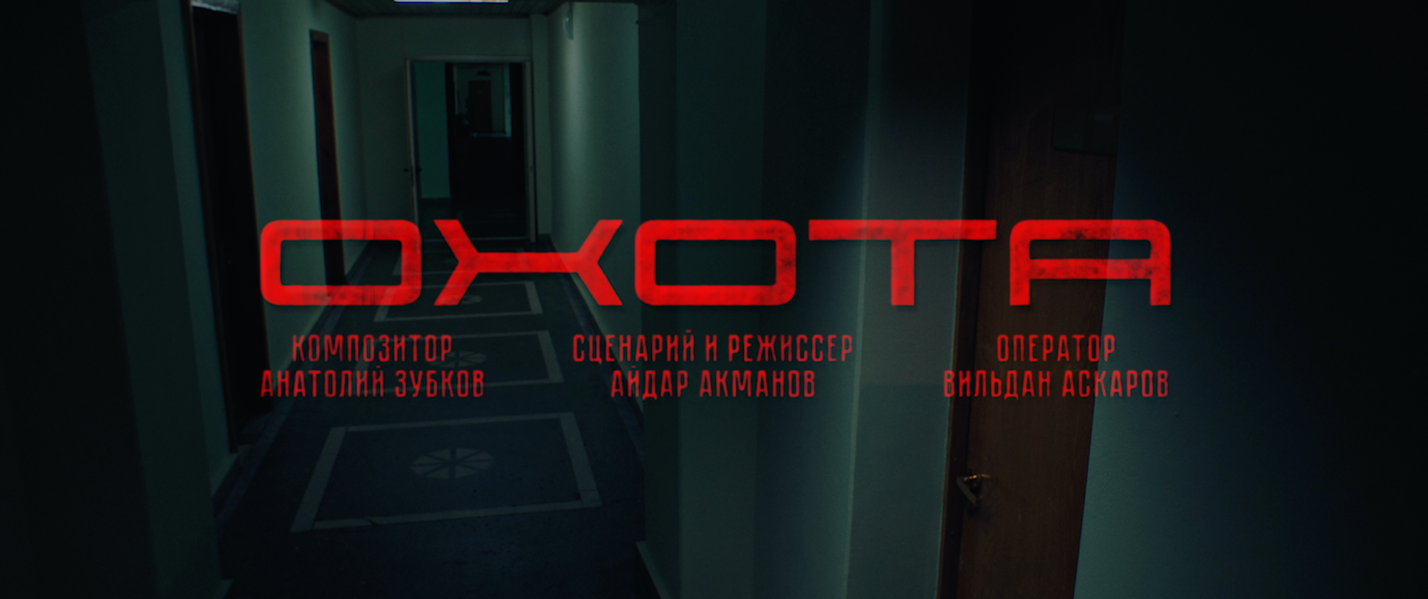 ОХОТА
КОМПОЗИТОР
АНАТОЛИЙ ЗУБКОВ
СЦЕНАРИЙ И РЕЖИССЕР
АЙДАР АКМАНОВ
ОПЕРАТОР
ВИЛЬДАН АСКАРОВ